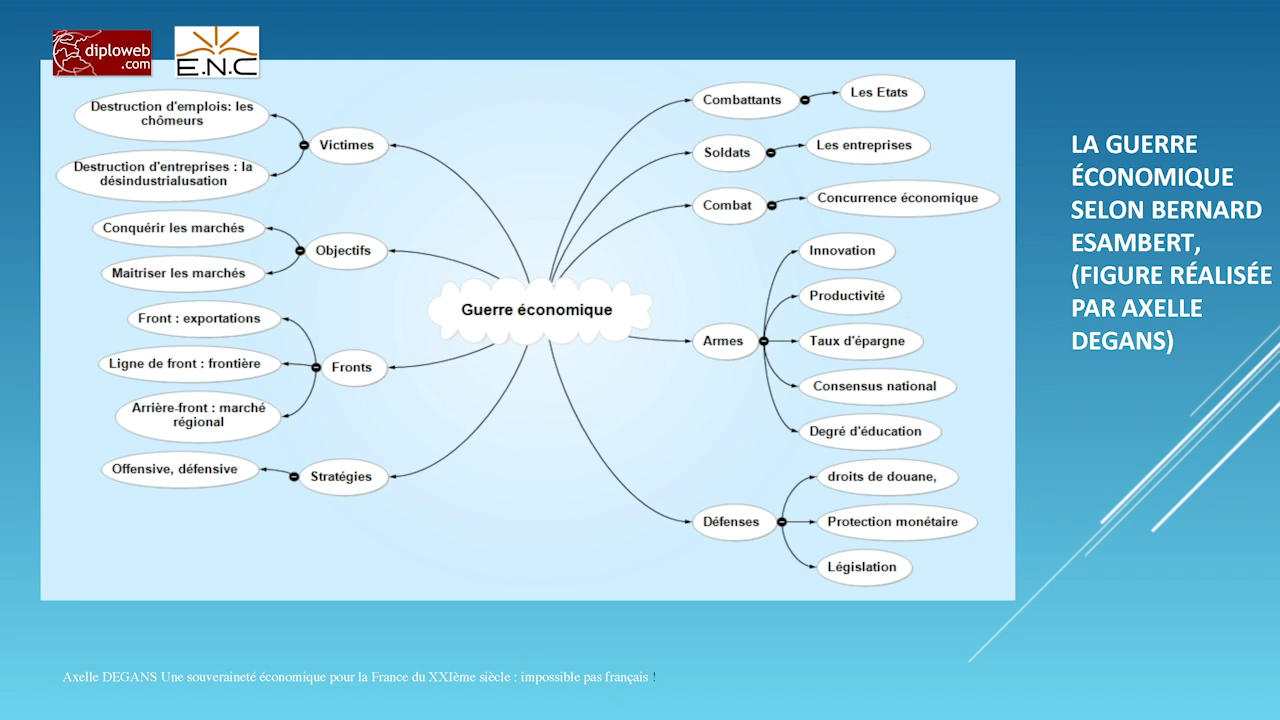 diploweb
.com
E.N.C
LA GUERRE
ÉCONOMIQUE
SELON BERNARD
ESAMBERT,
(FIGURE RÉALISÉE
PAR AXELLE
DEGANS)
Guerre économique
Victimes
Destruction d'emplois: les
chômeurs
Destruction d'entreprises : la
désindustrialusation
Objectifs
Conquérir les marchés
Maitriser les marchés
Fronts
Front : exportations
Ligne de front : frontière
Arrière-front : marché
régional
Stratégies
Offensive, défensive
Combattants
Les Etats
Soldats
Les entreprises
Combat
Concurrence économique
Armes
Innovation
Productivité
Taux d'épargne
Consensus national
Degré d'éducation
Défenses
droits de douane,
Protection monétaire
Législation
Axelle DEGANS Une souveraineté économique pour la France du XXIème siècle : impossible pas français !